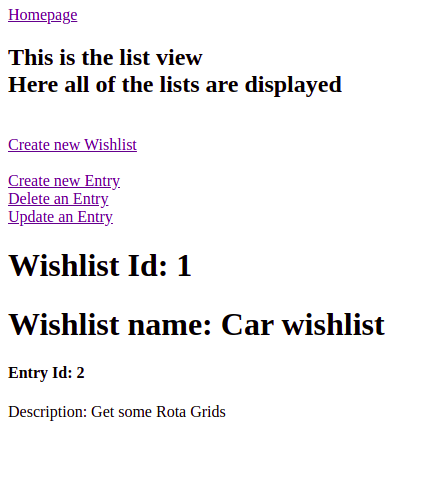 Homepage
This is the list view
Here all of the lists are displayed
Create new Wishlist
Create new Entry
Delete an Entry
Update an Entry
Wishlist Id: 1
Wishlist name: Car wishlist
Entry Id: 2
Description: Get some Rota Grids